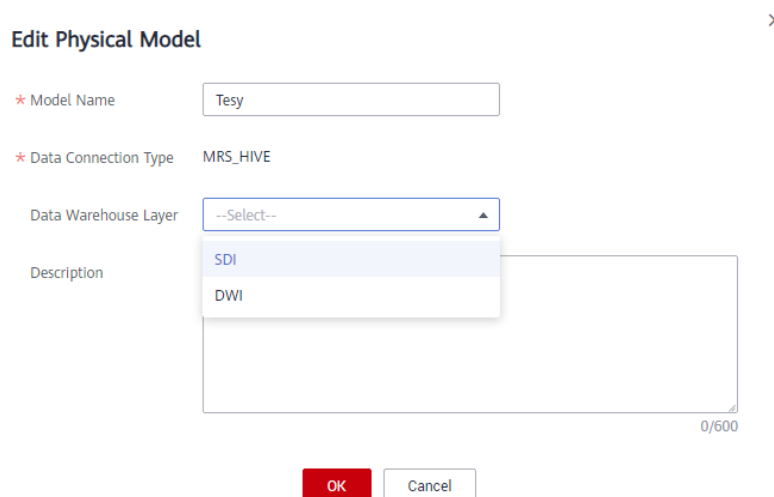 Edit Physical Model
* Model Name Tesy
* Data Connection Type MRS_HIVE
Data Warehouse Layer --Select--
SDI
Description
DWI
0/600
OK Cancel